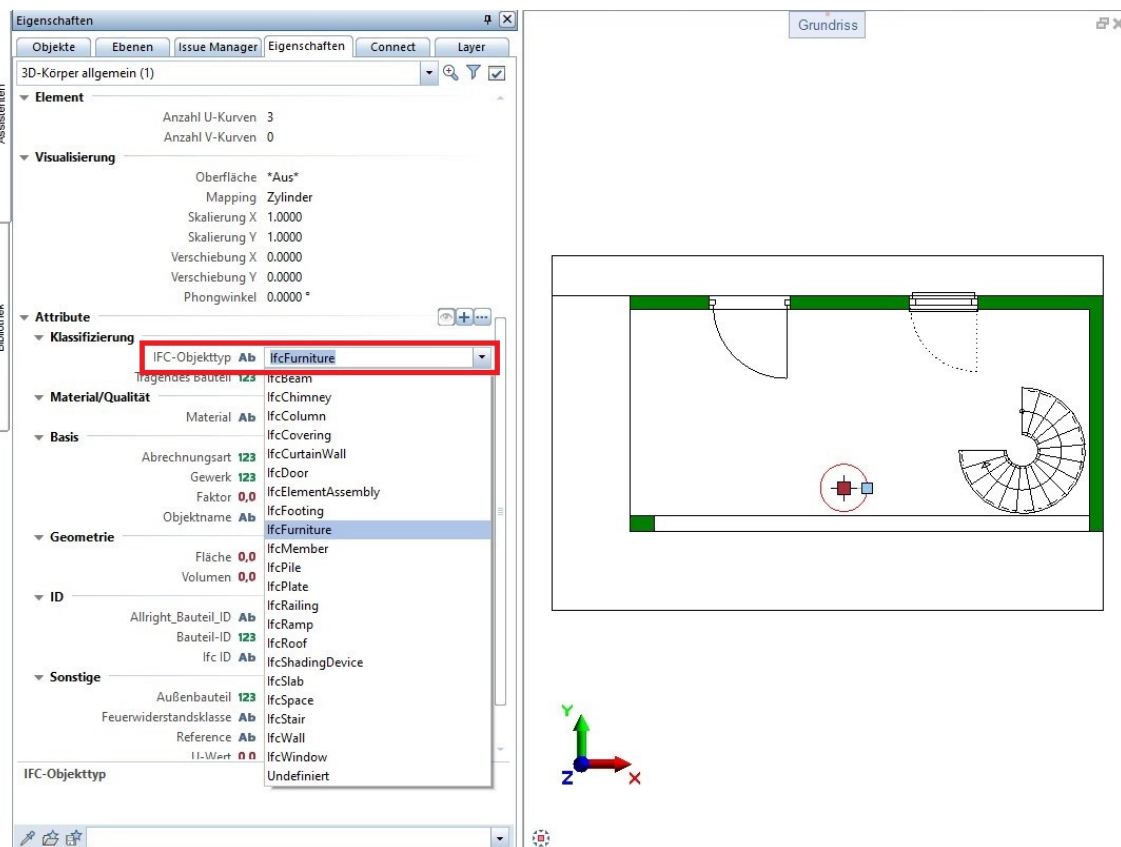 Eigenschaften
Objekte Ebenen Issue Manager Eigenschaften Connect Layer
3D-Körper allgemein (1)
Assistenten
Element
Anzahl U-Kurven 3
Anzahl V-Kurven 0
Visualisierung
Oberfläche *Aus*
Mapping Zylinder
Skalierung X 1.0000
Skalierung Y 1.0000
Verschiebung X 0.0000
Verschiebung Y 0.0000
Phongwinkel 0.0000 °
Bibliothek
Attribute
Klassifizierung
IFC-Objekttyp Ab IfcFurniture
Tragendes Bauteil 123 IfcBeam
IfcChimney
Material/Qualität
Material Ab IfcColumn
IfcCovering
Basis
IfcCurtainWall
Abrechnungsart 123
IfcDoor
Gewerk 123
IfcElementAssembly
Faktor 0,0
IfcFooting
Objektname Ab
IfcFurniture
Geometrie
IfcMember
Fläche 0,0
IfcPile
Volumen 0,0
IfcPlate
ID
IfcRailing
Allright_Bauteil_ID Ab
IfcRamp
Bauteil-ID 123
IfcRoof
Ifc ID Ab
IfcShadingDevice
Sonstige
IfcSlab
Außenbauteil 123
IfcSpace
Feuerwiderstandsklasse Ab IfcStair
Reference Ab IfcWall
U-Wert 0,0 IfcWindow
Undefiniert
IFC-Objekttyp
Grundriss
Y
Z X